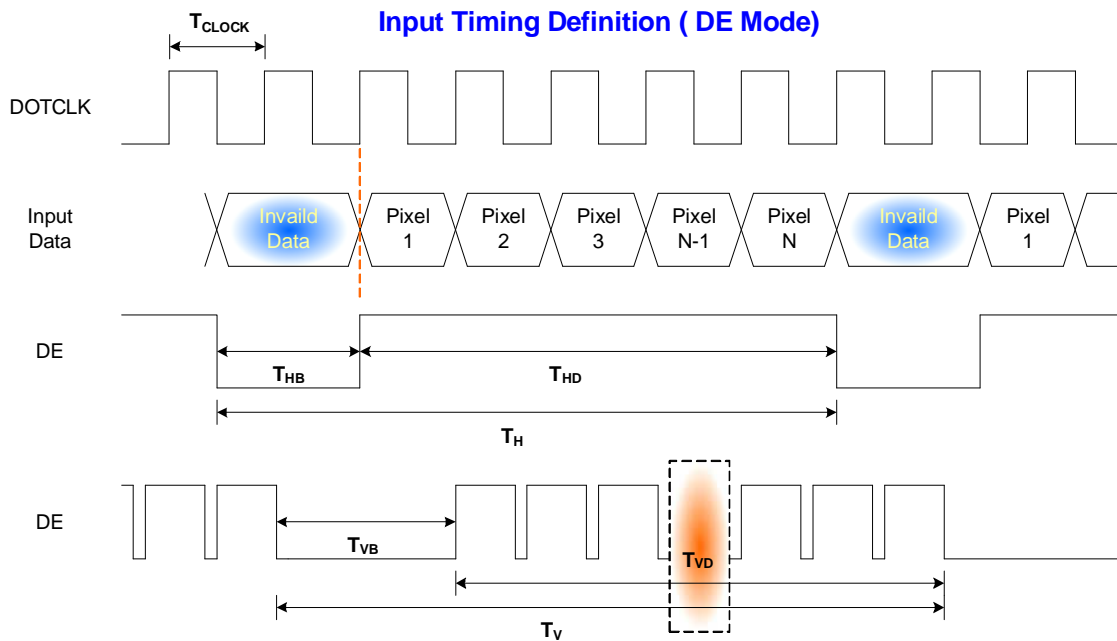 Input Timing Definition ( DE Mode)
TCLOCK
DOTCLK
Input
Data
Invaild
Data
Pixel
1
Pixel
2
Pixel
3
Pixel
N-1
Pixel
N
Invaild
Data
Pixel
1
DE
THB
THD
TH
DE
TVB
TVD
TV